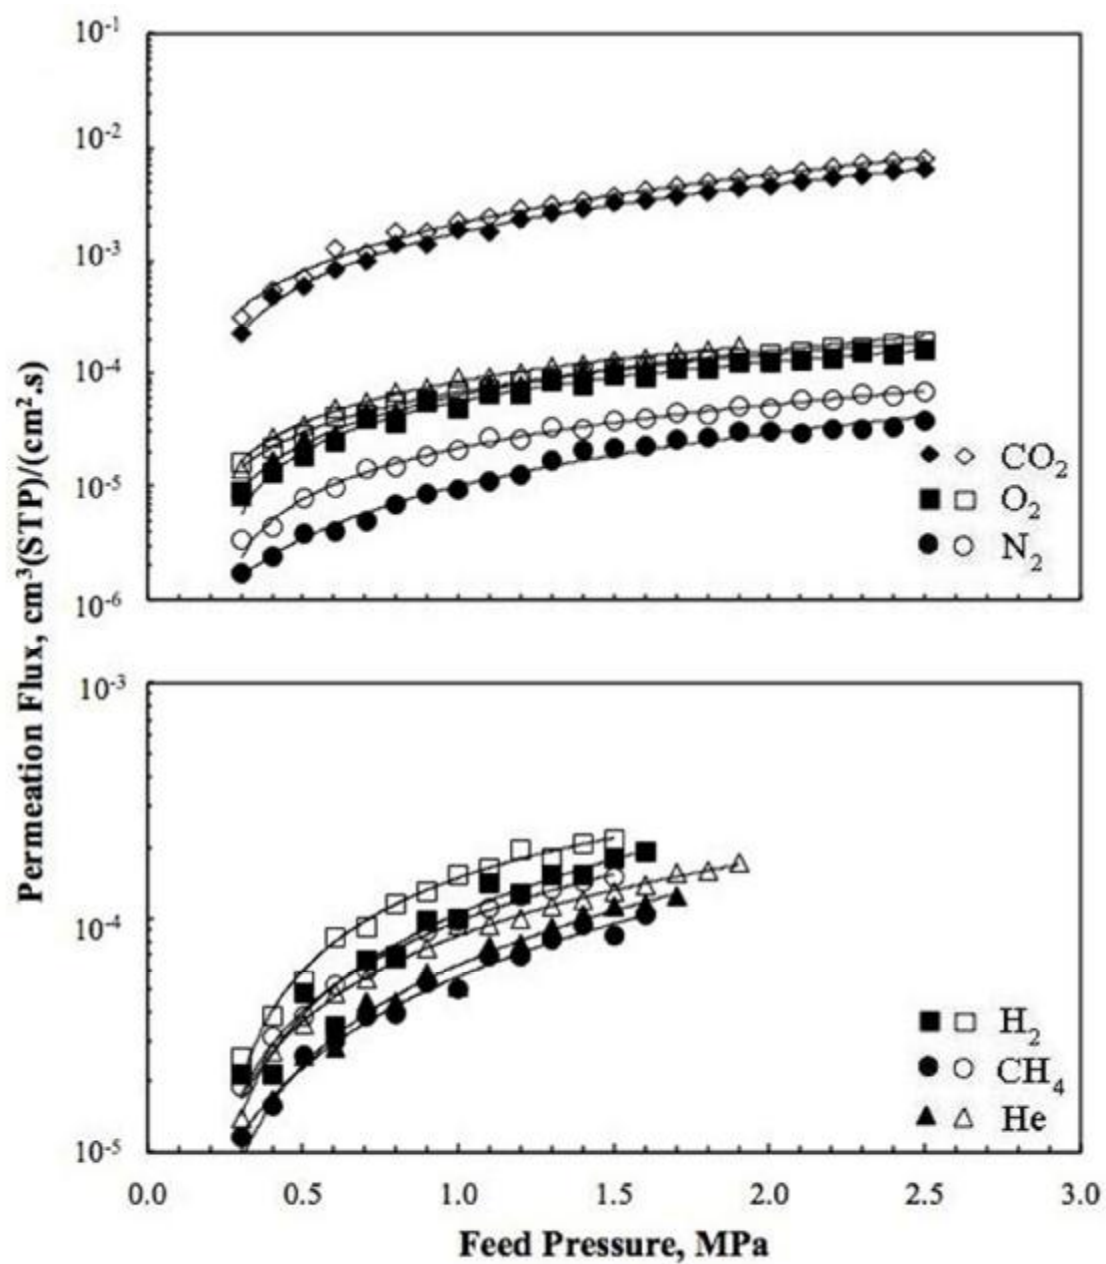 10-1
10-2
10-3
10-4
10-5
10-6
CO2
O2
N2
Permeation Flux, cm3(STP)/(cm2.s)
10-3
10-4
10-5
H2
CH4
He
0.0 0.5 1.0 1.5 2.0 2.5 3.0
Feed Pressure, MPa